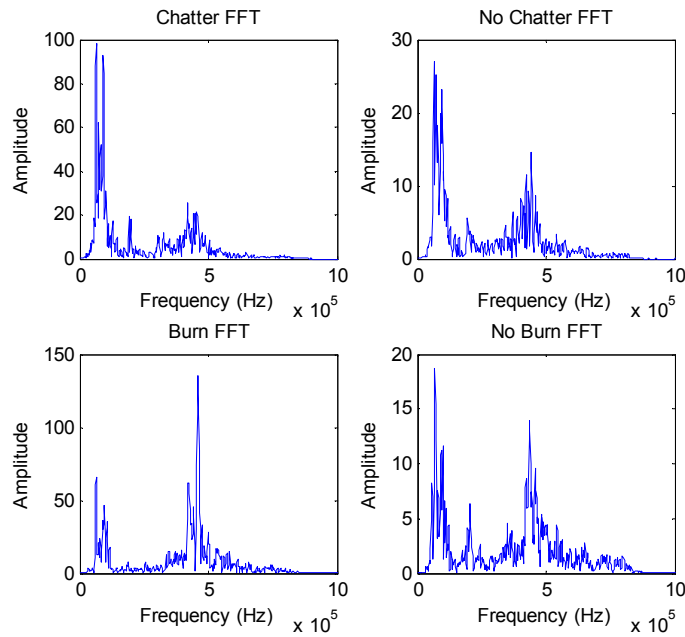 Chatter FFT
100
80
60
40
20
0
Amplitude
0 5 10
Frequency (Hz)
x 10^5
No Chatter FFT
30
20
10
0
Amplitude
0 5 10
Frequency (Hz)
x 10^5
Burn FFT
150
100
50
0
Amplitude
0 5 10
Frequency (Hz)
x 10^5
No Burn FFT
20
15
10
5
0
Amplitude
0 5 10
Frequency (Hz)
x 10^5